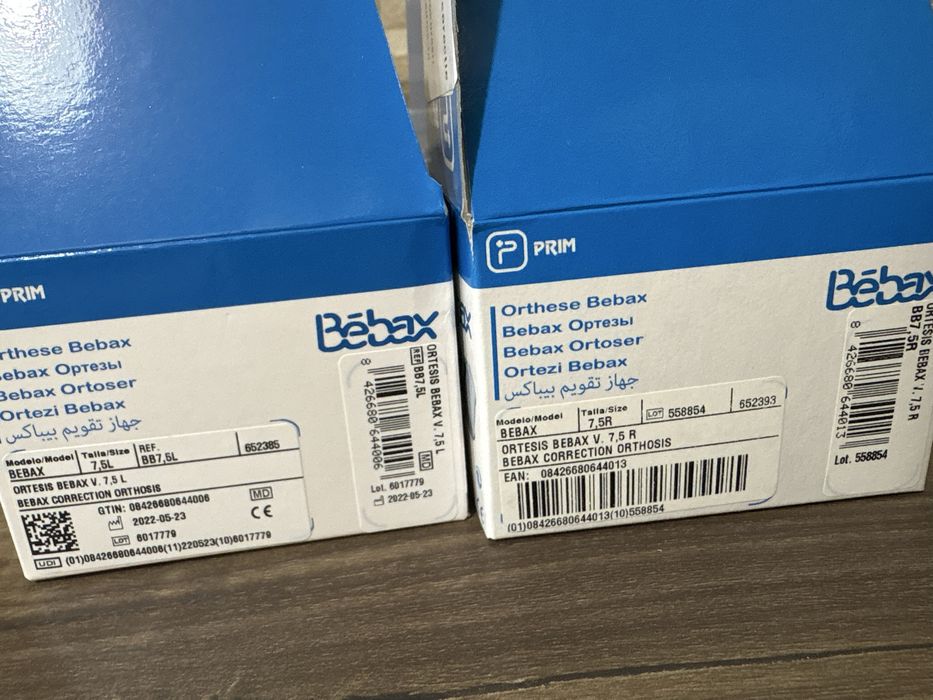 PRIM
Bebax
Bebax Ортезы
Bebax Ortoser
Ortezi Bebax
جهاز تقويم بيباكس
Bēbax
Modelo/Model
BEBAX
Talla/Size
7,5L
REF.
BB7,5L
652385
ORTESIS BEBAX V. 7,5 L
BEBAX CORRECTION ORTHOSIS
GTIN: 08426680644006
MD
2022-05-23
CE
LOT 6017779
UDI (01)08426680644006(11)220523(10)6017779
ORTESIS BEBAX V. 7,5 L
REF BB7,5L
8 426680 644006
MD
Lot. 6017779
2022-05-23
PRIM
Orthese Bebax
Bebax Ортезы
Bebax Ortoser
Ortezi Bebax
جهاز تقويم بيباكس
Bēbax
Modelo/Model
BEBAX
Talla/Size
7,5R
LOT 558854
652393
ORTESIS BEBAX V. 7,5 R
BEBAX CORRECTION ORTHOSIS
EAN: 08426680644013
(01)08426680644013(10)558854
ORTESIS BEBAX V. 7,5 R
BB7,5R
8 426680 644013
Lot. 558854